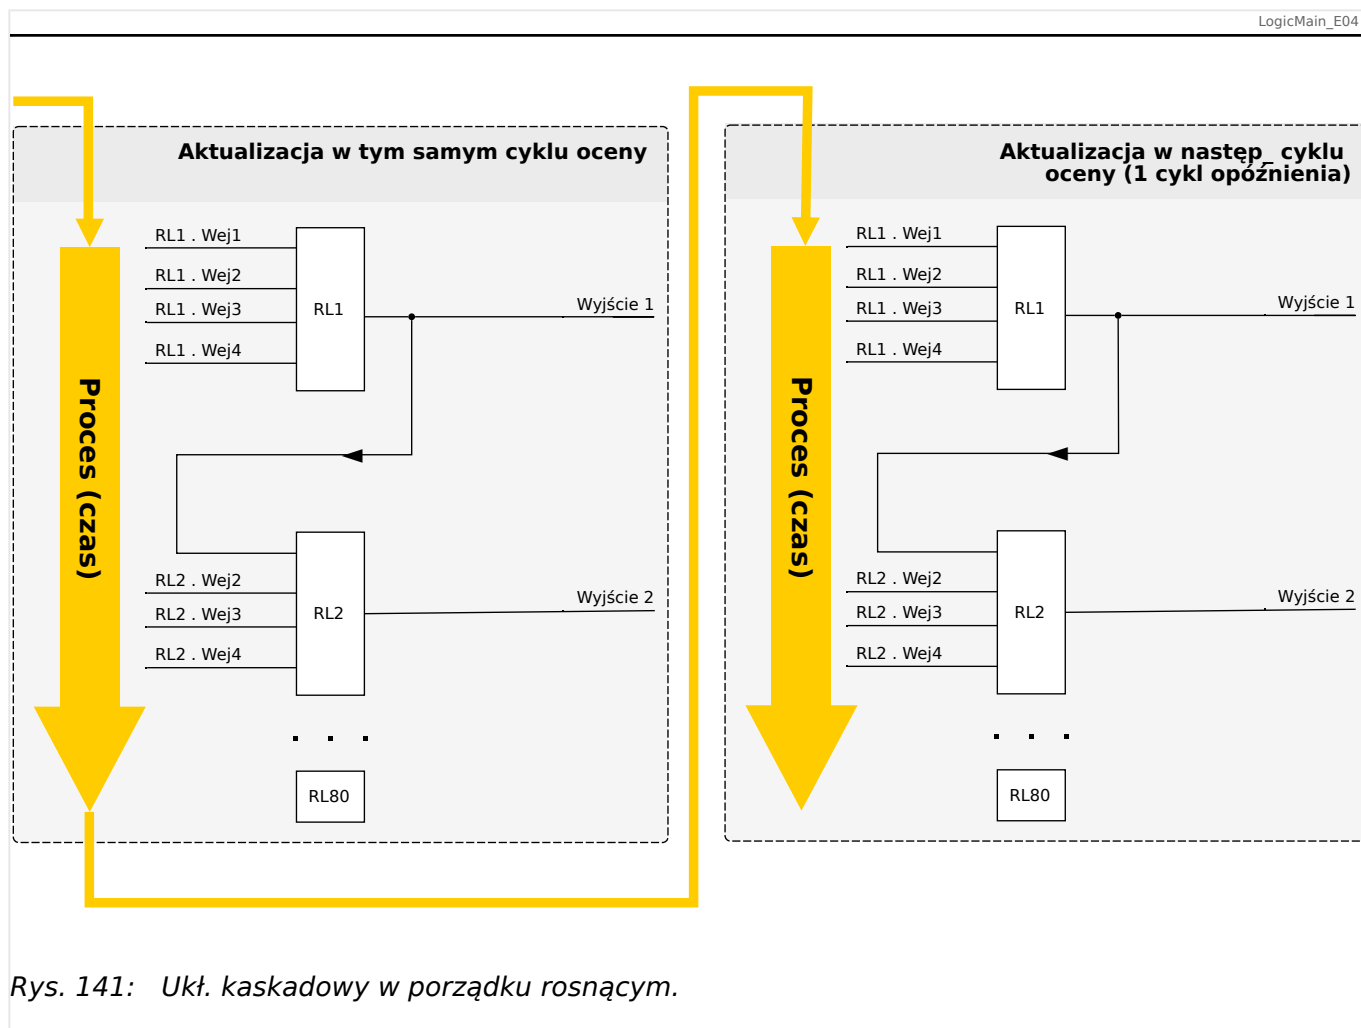 LogicMain_E04
Aktualizacja w tym samym cyklu oceny
RL1 . Wej1
RL1 . Wej2
RL1 . Wej3
RL1 . Wej4
RL1
Wyjście 1
Proces (czas)
RL2 . Wej2
RL2 . Wej3
RL2 . Wej4
RL2
Wyjście 2
. . .
RL80
Aktualizacja w następ_ cyklu
oceny (1 cykl opóźnienia)
RL1 . Wej1
RL1 . Wej2
RL1 . Wej3
RL1 . Wej4
RL1
Wyjście 1
Proces (czas)
RL2 . Wej2
RL2 . Wej3
RL2 . Wej4
RL2
Wyjście 2
. . .
RL80
Rys. 141: Ukł. kaskadowy w porządku rosnącym.